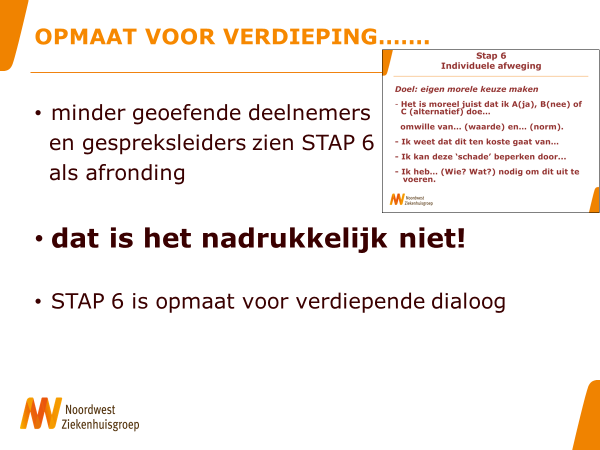 OPMAAT VOOR VERDIEPING.......
Stap 6
Individuele afweging
Doel: eigen morele keuze maken
- Het is moreel juist dat ik A(ja), B(nee) of
C (alternatief) doe...
omwille van... (waarde) en... (norm).
- Ik weet dat dit ten koste gaat van...
- Ik kan deze ‘schade’ beperken door...
- Ik heb... (Wie? Wat?) nodig om dit uit te
voeren.
Noordwest
Ziekenhuisgroep
• minder geoefende deelnemers
en gespreksleiders zien STAP 6
als afronding
• dat is het nadrukkelijk niet!
• STAP 6 is opmaat voor verdiepende dialoog
Noordwest
Ziekenhuisgroep